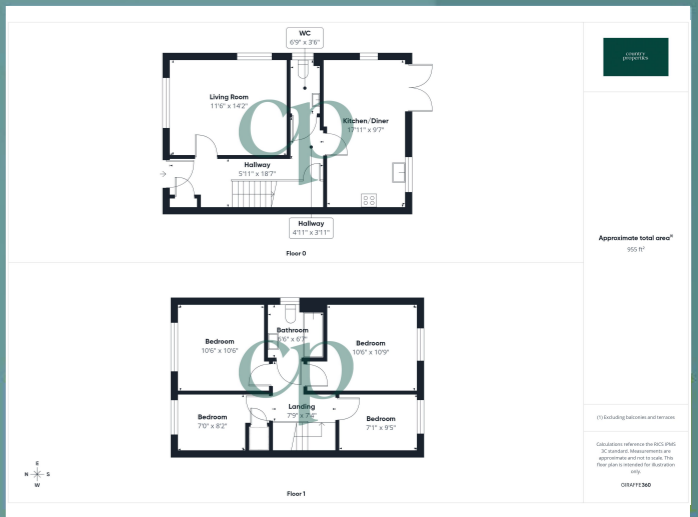 WC
6'9" x 3'6"
Living Room
11'6" x 14'2"
Kitchen/Diner
17'11" x 9'7"
Hallway
5'11" x 18'7"
Hallway
4'11" x 3'11"
Floor 0
cp
Bathroom
6'6" x 6'7"
Bedroom
10'6" x 10'6"
Bedroom
10'6" x 10'9"
Landing
7'9" x 7'4"
Bedroom
7'0" x 8'2"
Bedroom
7'1" x 9'5"
cp
E
N S
W
Floor 1
country
properties
Approximate total area(1)
955 ft²
(1) Excluding balconies and terraces
Calculations reference the RICS IPMS
3C standard. Measurements are
approximate and not to scale. This
floor plan is intended for illustration
only.
GIRAFFE360